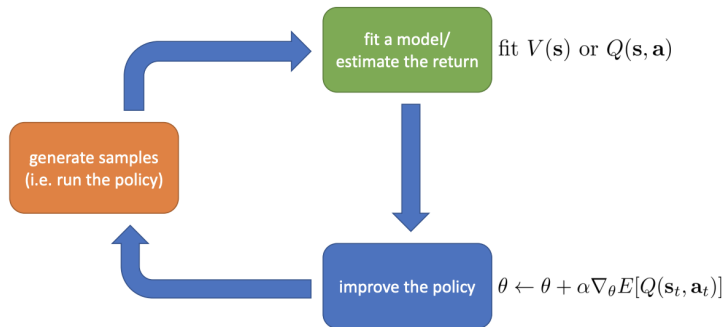 fit a model/
estimate the return
fit V(s) or Q(s, a)
generate samples
(i.e. run the policy)
improve the policy
θ ← θ + α∇θE[Q(st, at)]